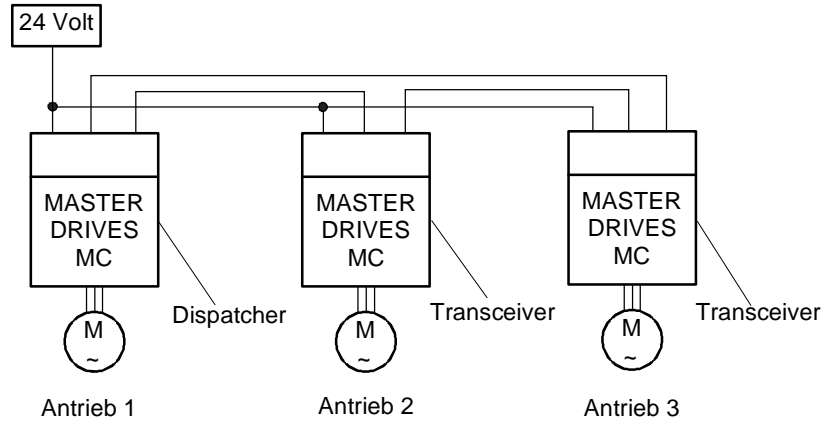 24 Volt
MASTER
DRIVES
MC
MASTER
DRIVES
MC
MASTER
DRIVES
MC
Dispatcher
Transceiver
Transceiver
M
~
M
~
M
~
Antrieb 1
Antrieb 2
Antrieb 3